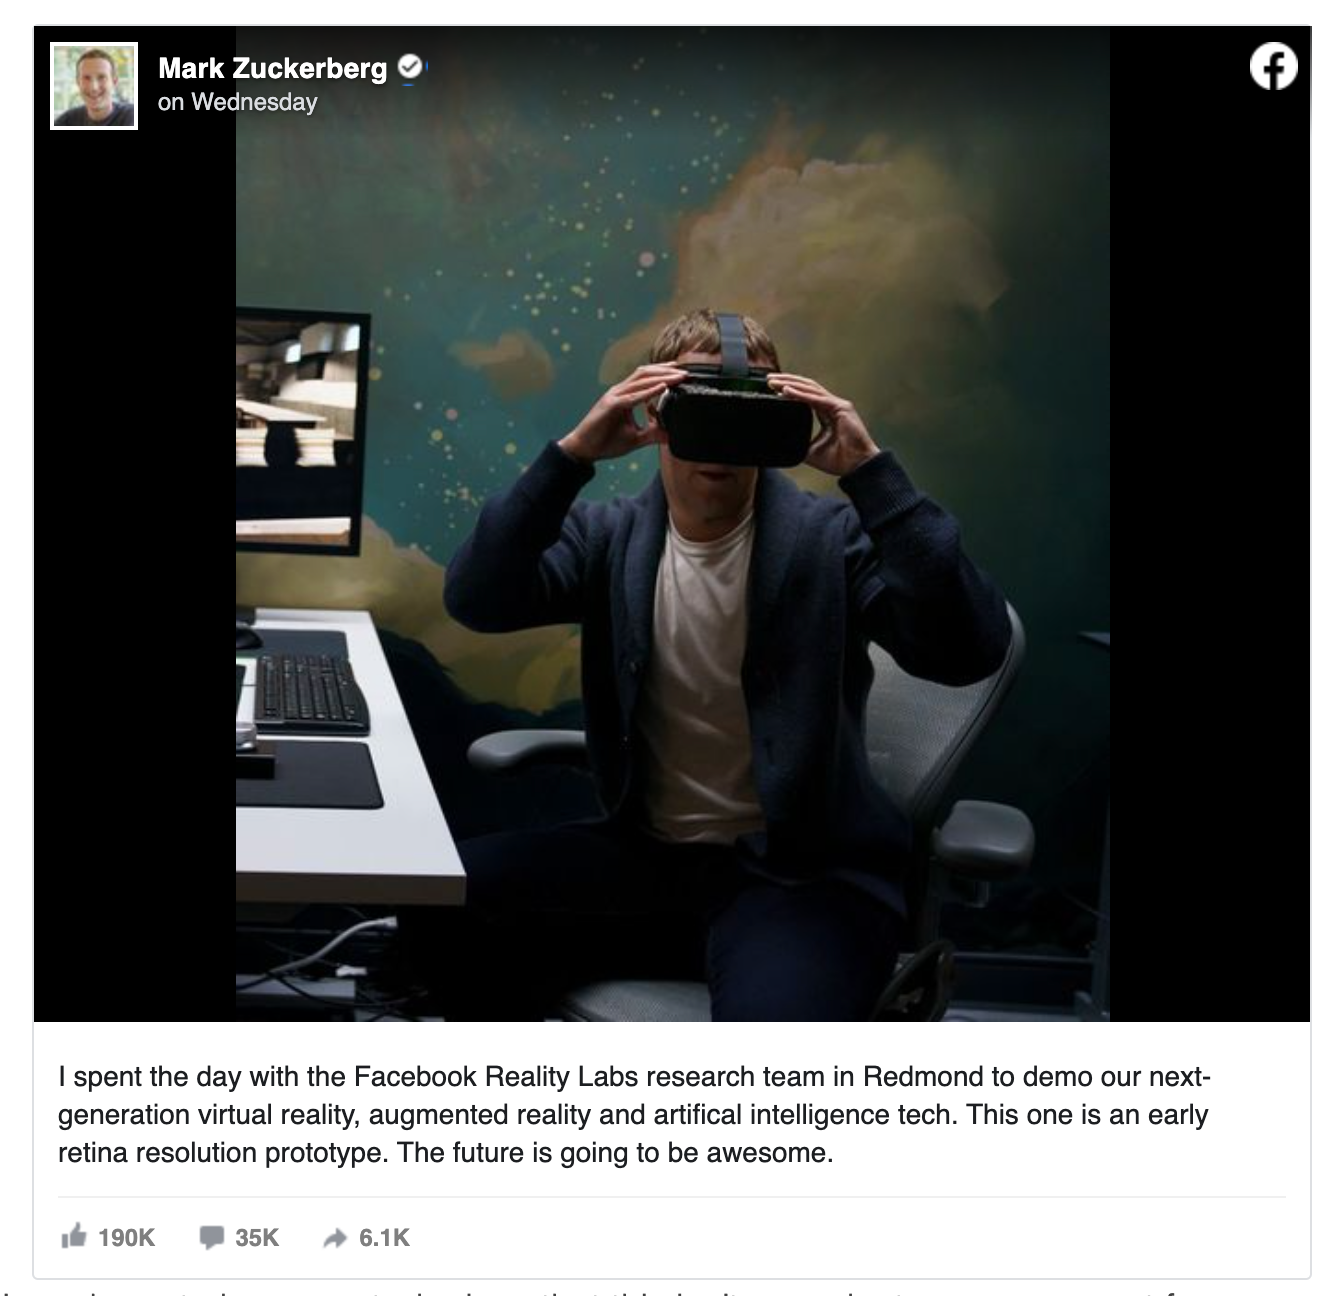 Mark Zuckerberg
on Wednesday
I spent the day with the Facebook Reality Labs research team in Redmond to demo our next-
generation virtual reality, augmented reality and artifical intelligence tech. This one is an early
retina resolution prototype. The future is going to be awesome.
190K 35K 6.1K